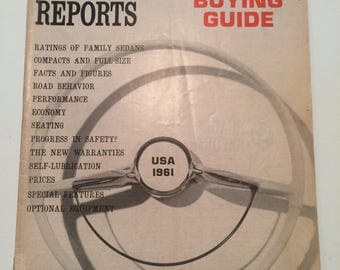 REPORTS
BUYING
GUIDE
RATINGS OF FAMILY SEDANS
COMPACTS AND FULL-SIZE
FACTS AND FIGURES
ROAD BEHAVIOR
PERFORMANCE
ECONOMY
SEATING
PROGRESS IN SAFETY?
THE NEW WARRANTIES
SELF-LUBRICATION
PRICES
SPECIAL FEATURES
OPTIONAL EQUIPMENT
USA
1961